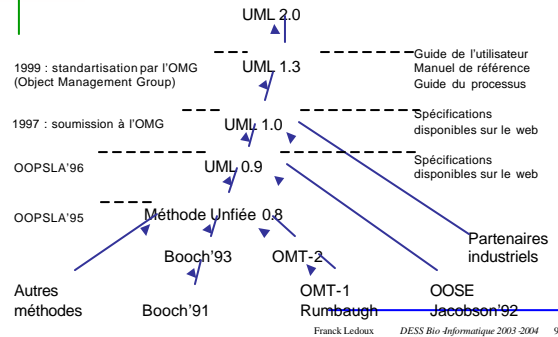 UML 2.0
1999 : standartisation par l'OMG
(Object Management Group)
UML 1.3
Guide de l'utilisateur
Manuel de référence
Guide du processus
1997 : soumission à l'OMG
UML 1.0
Spécifications
disponibles sur le web
OOPSLA'96
UML 0.9
Spécifications
disponibles sur le web
OOPSLA'95
Méthode Unfiée 0.8
Partenaires
industriels
Booch'93
OMT-2
Autres
méthodes
Booch'91
OMT-1
Rumbaugh
OOSE
Jacobson'92
Franck Ledoux DESS Bio-Informatique 2003-2004 9